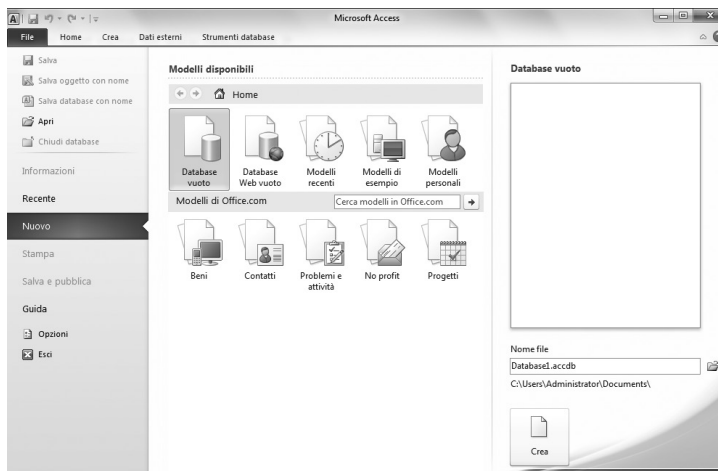 Microsoft Access
File Home Crea Dati esterni Strumenti database
Salva
Salva oggetto con nome
Salva database con nome
Apri
Chiudi database
Informazioni
Recente
Nuovo
Stampa
Salva e pubblica
Guida
Opzioni
Esci
Modelli disponibili
Home
Database vuoto
Database Web vuoto
Modelli recenti
Modelli di esempio
Modelli personali
Modelli di Office.com
Cerca modelli in Office.com
Beni
Contatti
Problemi e attività
No profit
Progetti
Database vuoto
Nome file
Database1.accdb
C:\Users\Administrator\Documents\
Crea